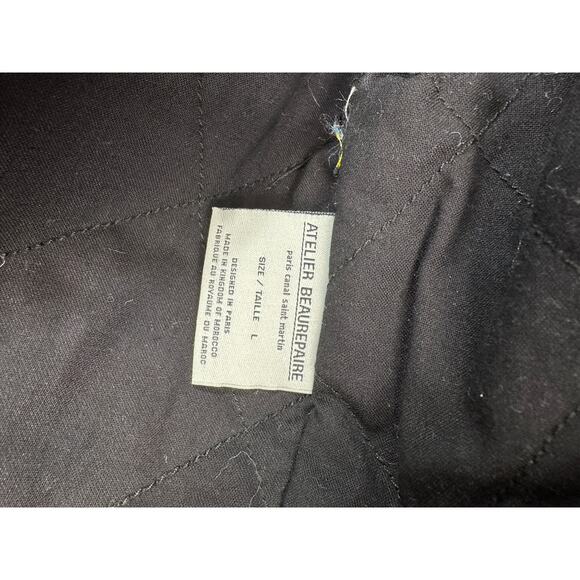 ATELIER BEAUREPAIRE
paris canal saint martin
SIZE / TAILLE L
DESIGNED IN PARIS
MADE IN KINGDOM OF MOROCCO
FABRIQUE AU ROYAUME DU MAROC